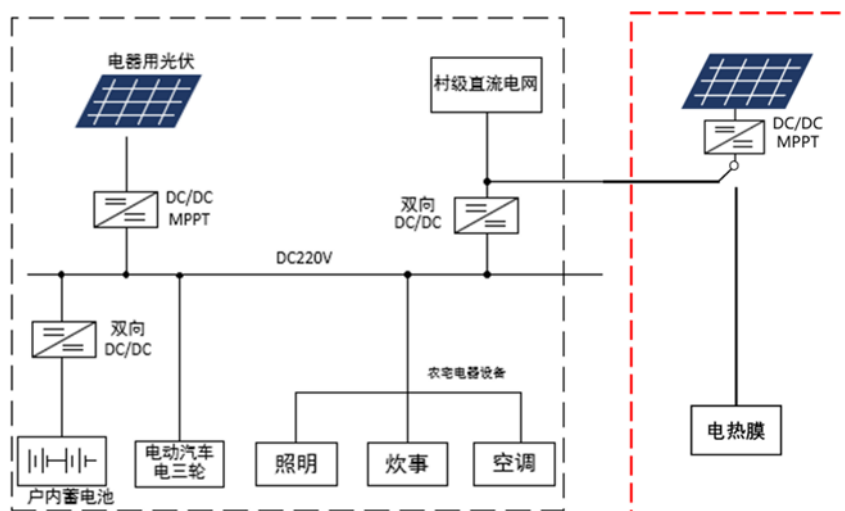 电器用光伏
村级直流电网
DC/DC
MPPT
DC/DC
MPPT
双向
DC/DC
DC220V
双向
DC/DC
农宅电器设备
户内蓄电池
电动汽车
电三轮
照明
炊事
空调
电热膜